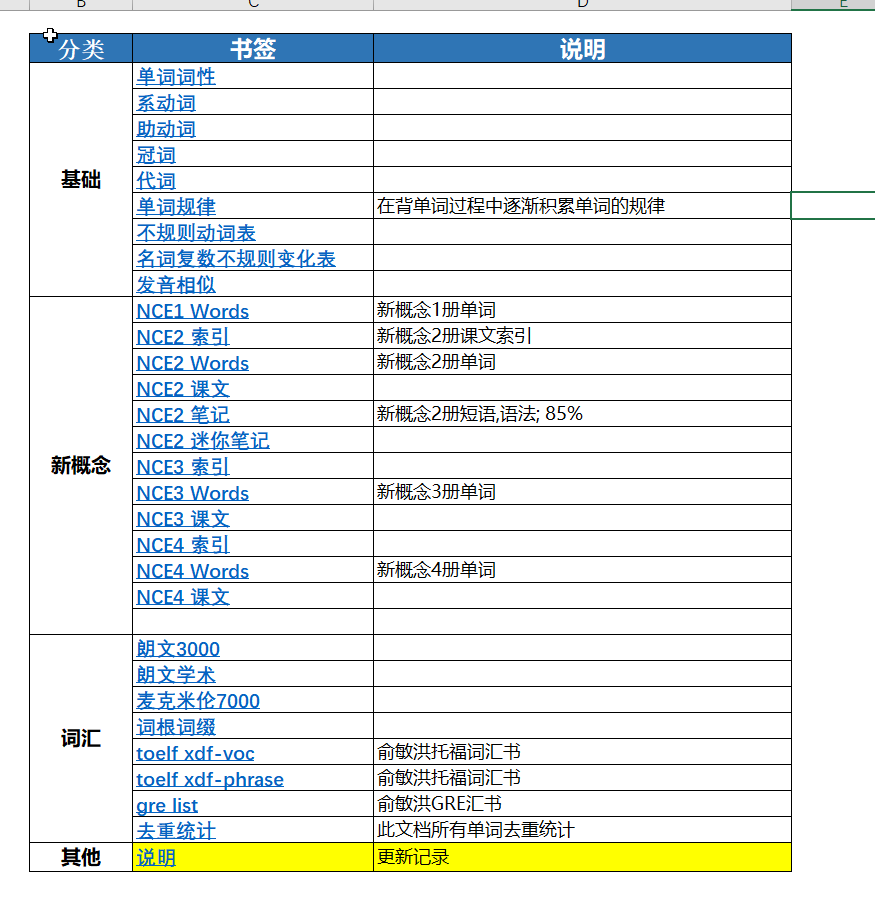 B C D E
分类 书签 说明
基础
单词词性
系动词
助动词
冠词
代词
单词规律 在背单词过程中逐渐积累单词的规律
不规则动词表
名词复数不规则变化表
发音相似
新概念
NCE1 Words 新概念1册单词
NCE2 索引 新概念2册课文索引
NCE2 Words 新概念2册单词
NCE2 课文
NCE2 笔记 新概念2册短语,语法; 85%
NCE2 迷你笔记
NCE3 索引
NCE3 Words 新概念3册单词
NCE3 课文
NCE4 索引
NCE4 Words 新概念4册单词
NCE4 课文
词汇
朗文3000
朗文学术
麦克米伦7000
词根词缀
toelf xdf-voc 俞敏洪托福词汇书
toelf xdf-phrase 俞敏洪托福词汇书
gre list 俞敏洪GRE汇书
去重统计 此文档所有单词去重统计
其他 说明 更新记录